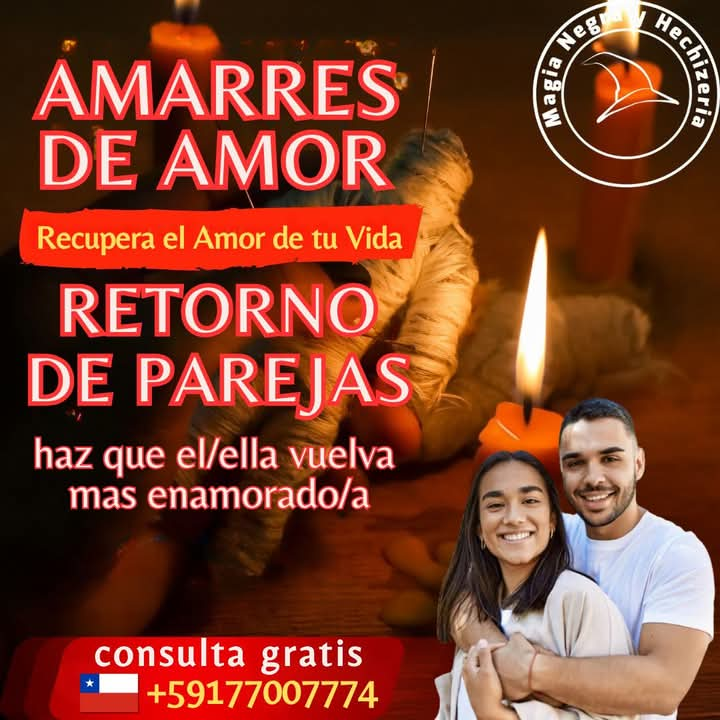 Magia Negra y Hechizeria
AMARRES
DE AMOR
Recupera el Amor de tu Vida
RETORNO
DE PAREJAS
haz que el/ella vuelva
mas enamorado/a
consulta gratis
+59177007774